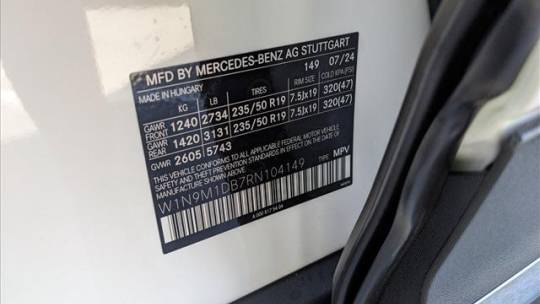 MFD BY MERCEDES-BENZ AG STUTTGART
MADE IN HUNGARY 149 07/24
KG LB TIRES RIM SIZE COLD KPA(PSI)
GAWR FRONT 1240 2734 235/50 R19 7.5Jx19 320(47)
GAWR REAR 1420 3131 235/50 R19 7.5Jx19 320(47)
GVWR 2605 5743
THIS VEHICLE CONFORMS TO ALL APPLICABLE FEDERAL MOTOR VEHICLE
SAFETY AND THEFT PREVENTION STANDARDS IN EFFECT ON THE DATE OF
MANUFACTURE SHOWN ABOVE.
W1N9M1DB7RN104149 TYPE: MPV